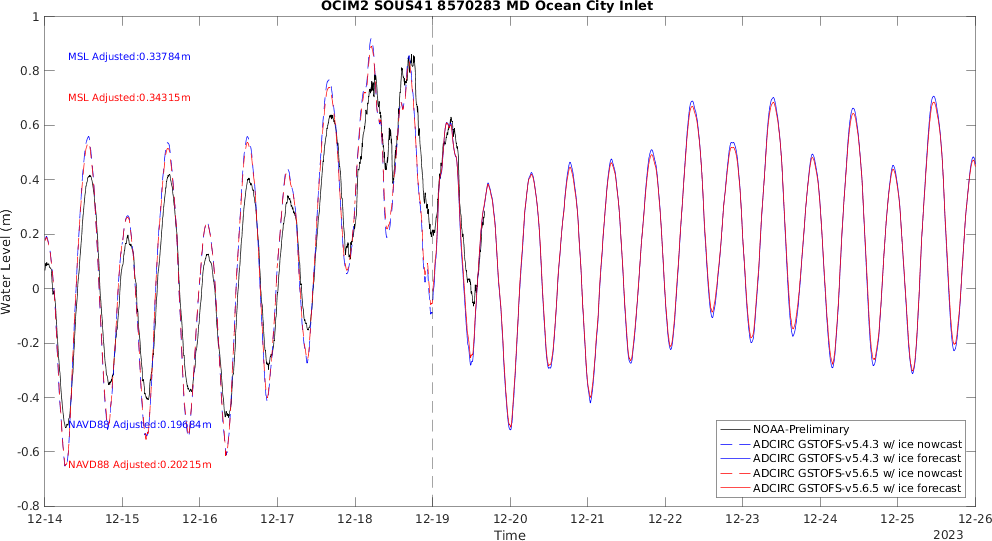 OCIM2 SOUS41 8570283 MD Ocean City Inlet
1
0.8
0.6
0.4
0.2
0
-0.2
-0.4
-0.6
-0.8
Water Level (m)
MSL Adjusted:0.33784m
MSL Adjusted:0.34315m
NAVD88 Adjusted:0.19684m
NAVD88 Adjusted:0.20215m
NOAA-Preliminary
ADCIRC GSTOFS-v5.4.3 w/ ice nowcast
ADCIRC GSTOFS-v5.4.3 w/ ice forecast
ADCIRC GSTOFS-v5.6.5 w/ ice nowcast
ADCIRC GSTOFS-v5.6.5 w/ ice forecast
12-14 12-15 12-16 12-17 12-18 12-19 12-20 12-21 12-22 12-23 12-24 12-25 12-26
Time
2023